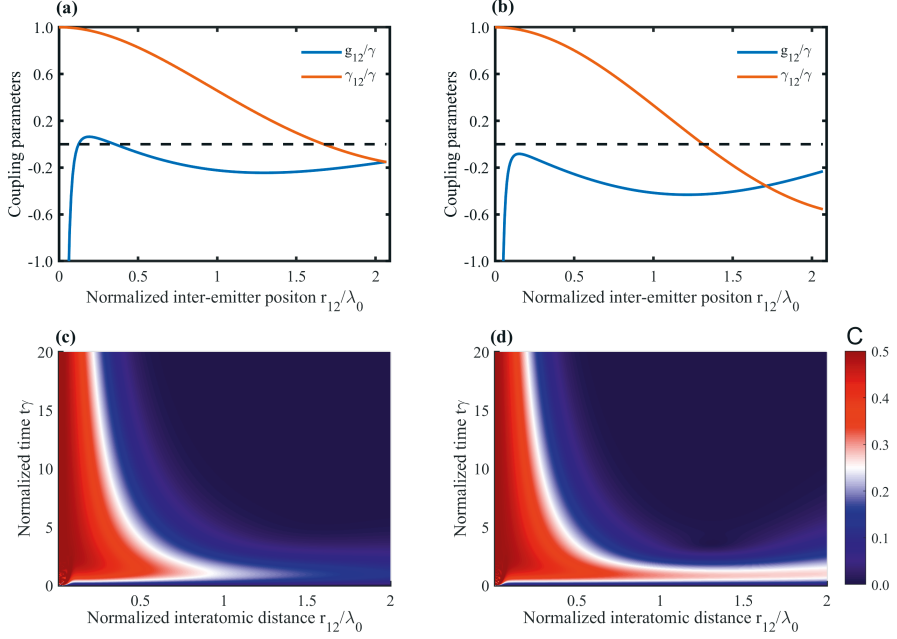 (a)
Coupling parameters
1.0
0.6
0.2
-0.2
-0.6
-1.0
g12/γ
γ12/γ
0
0.5
1
1.5
2
Normalized inter-emitter positon r12/λ0
(b)
Coupling parameters
1.0
0.6
0.2
-0.2
-0.6
-1.0
g12/γ
γ12/γ
0
0.5
1
1.5
2
Normalized inter-emitter positon r12/λ0
(c)
Normalized time tγ
20
15
10
5
0
0.5
1
1.5
2
Normalized interatomic distance r12/λ0
(d)
Normalized time tγ
20
15
10
5
0
0.5
1
1.5
2
Normalized interatomic distance r12/λ0
C
0.5
0.4
0.3
0.2
0.1
0.0